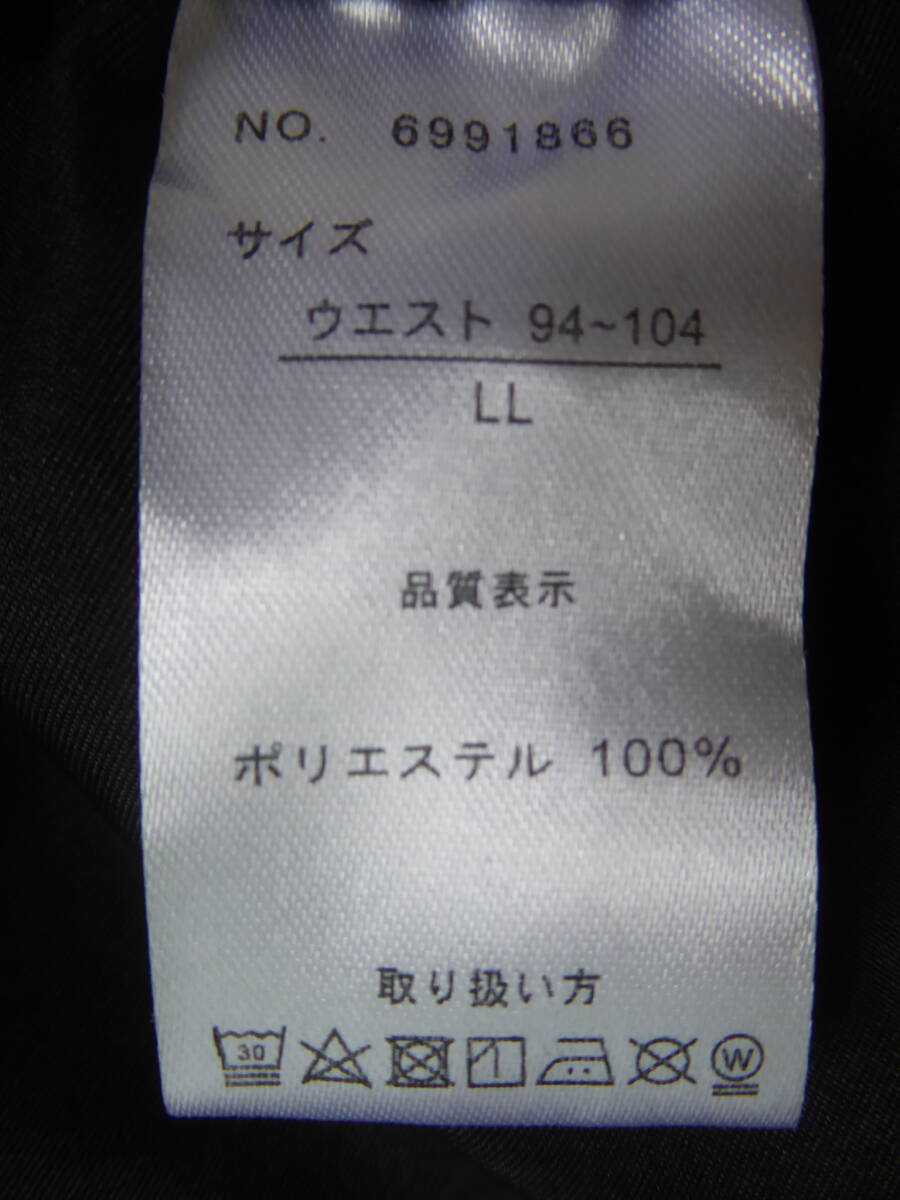 NO. 6991866
サイズ
ウエスト 94~104
LL
品質表示
ポリエステル 100%
取り扱い方
30 W